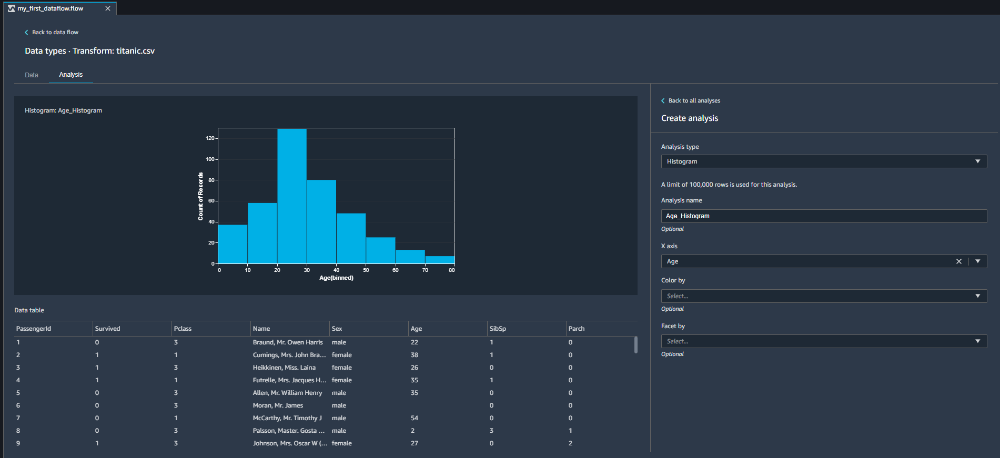 my_first_dataflow.flow
Back to data flow
Data types · Transform: titanic.csv
Data Analysis
Histogram: Age_Histogram
120
100
80
60
40
20
0
Count of Records
0 10 20 30 40 50 60 70 80
Age(binned)
Data table
PassengerId Survived Pclass Name Sex Age SibSp Parch
1 0 3 Braund, Mr. Owen Harris male 22 1 0
2 1 1 Cumings, Mrs. John Bra... female 38 1 0
3 1 3 Heikkinen, Miss. Laina female 26 0 0
4 1 1 Futrelle, Mrs. Jacques H... female 35 1 0
5 0 3 Allen, Mr. William Henry male 35 0 0
6 0 3 Moran, Mr. James male 0 0
7 0 1 McCarthy, Mr. Timothy J male 54 0 0
8 0 3 Palsson, Master. Gosta ... male 2 3 1
9 1 3 Johnson, Mrs. Oscar W (... female 27 0 2
Back to all analyses
Create analysis
Analysis type
Histogram
A limit of 100,000 rows is used for this analysis.
Analysis name
Age_Histogram
Optional
X axis
Age
Color by
Select...
Optional
Facet by
Select...
Optional